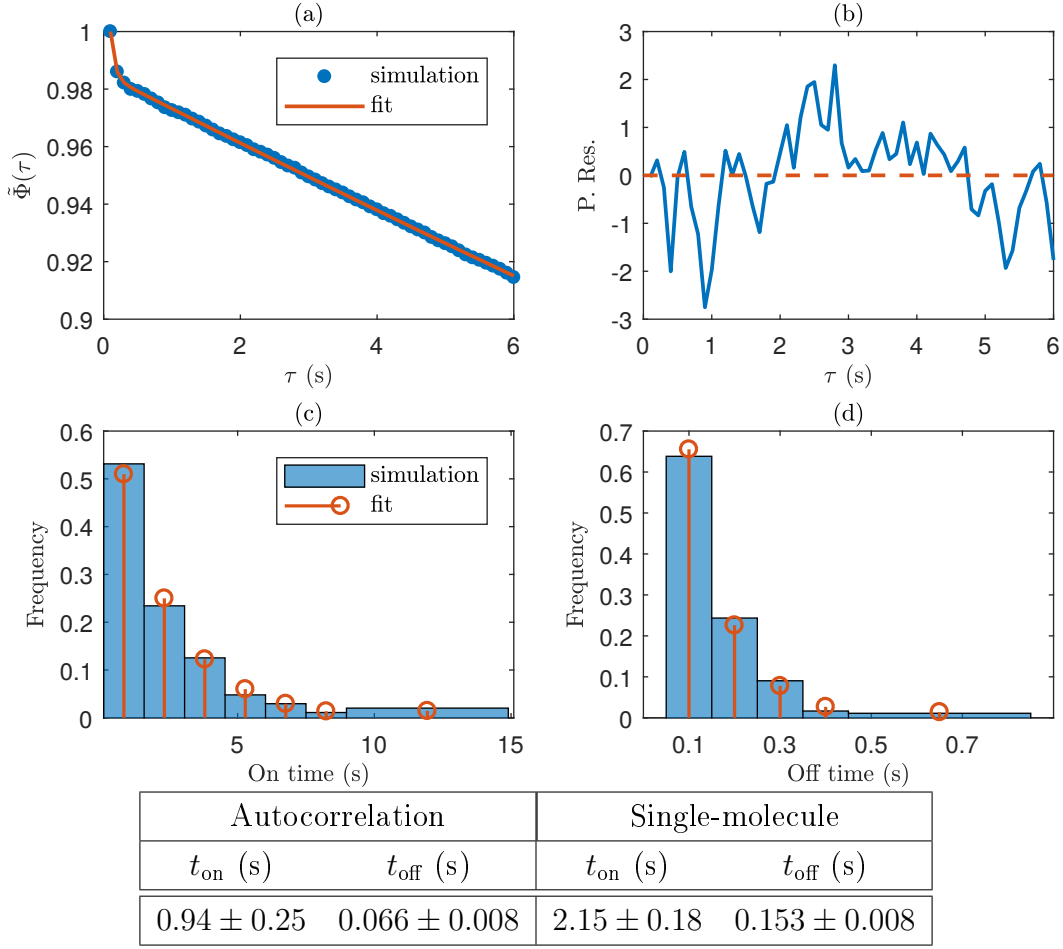 (a)
1
0.98
0.96
0.94
0.92
0.9
Φ̃(τ)
simulation
fit
0 2 4 6
τ (s)
(b)
3
2
1
0
-1
-2
-3
P. Res.
0 1 2 3 4 5 6
τ (s)
(c)
0.6
0.5
0.4
0.3
0.2
0.1
0
Frequency
simulation
fit
5 10 15
On time (s)
(d)
0.7
0.6
0.5
0.4
0.3
0.2
0.1
0
Frequency
0.1 0.3 0.5 0.7
Off time (s)
Autocorrelation Single-molecule
t_on (s) t_off (s) t_on (s) t_off (s)
0.94 ± 0.25 0.066 ± 0.008 2.15 ± 0.18 0.153 ± 0.008